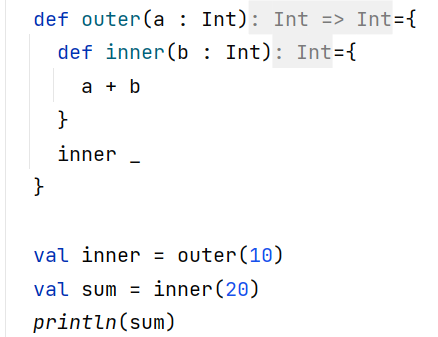 def outer(a : Int): Int => Int={
  def inner(b : Int): Int={
    a + b
  }
  inner _
}

val inner = outer(10)
val sum = inner(20)
println(sum)